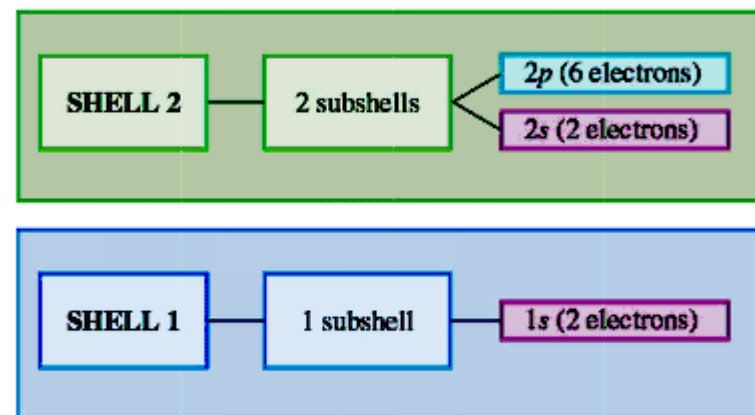 SHELL 2
2 subshells
2p (6 electrons)
2s (2 electrons)
SHELL 1
1 subshell
1s (2 electrons)